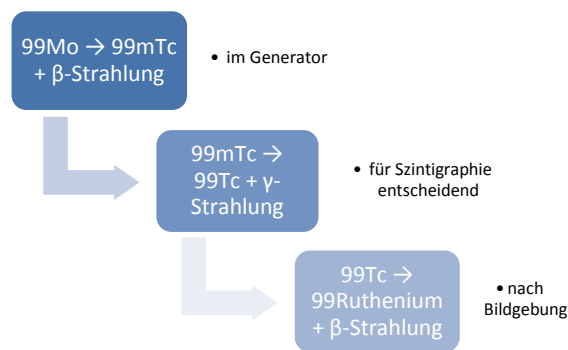 99Mo → 99mTc
+ β-Strahlung
• im Generator
99mTc →
99Tc + γ-
Strahlung
• für Szintigraphie
entscheidend
99Tc →
99Ruthenium
+ β-Strahlung
• nach
Bildgebung